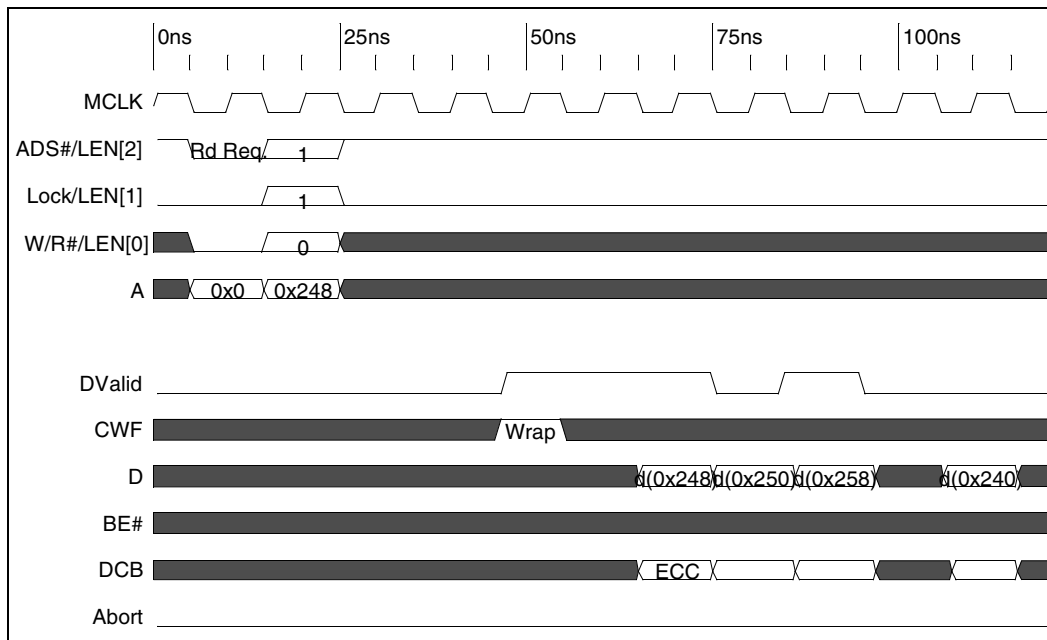 0ns 25ns 50ns 75ns 100ns
MCLK
ADS#/LEN[2] Rd Req. 1
Lock/LEN[1] 1
W/R#/LEN[0] 0
A 0x0 0x248
DValid
CWF Wrap
D d(0x248) d(0x250) d(0x258) d(0x240)
BE#
DCB ECC
Abort